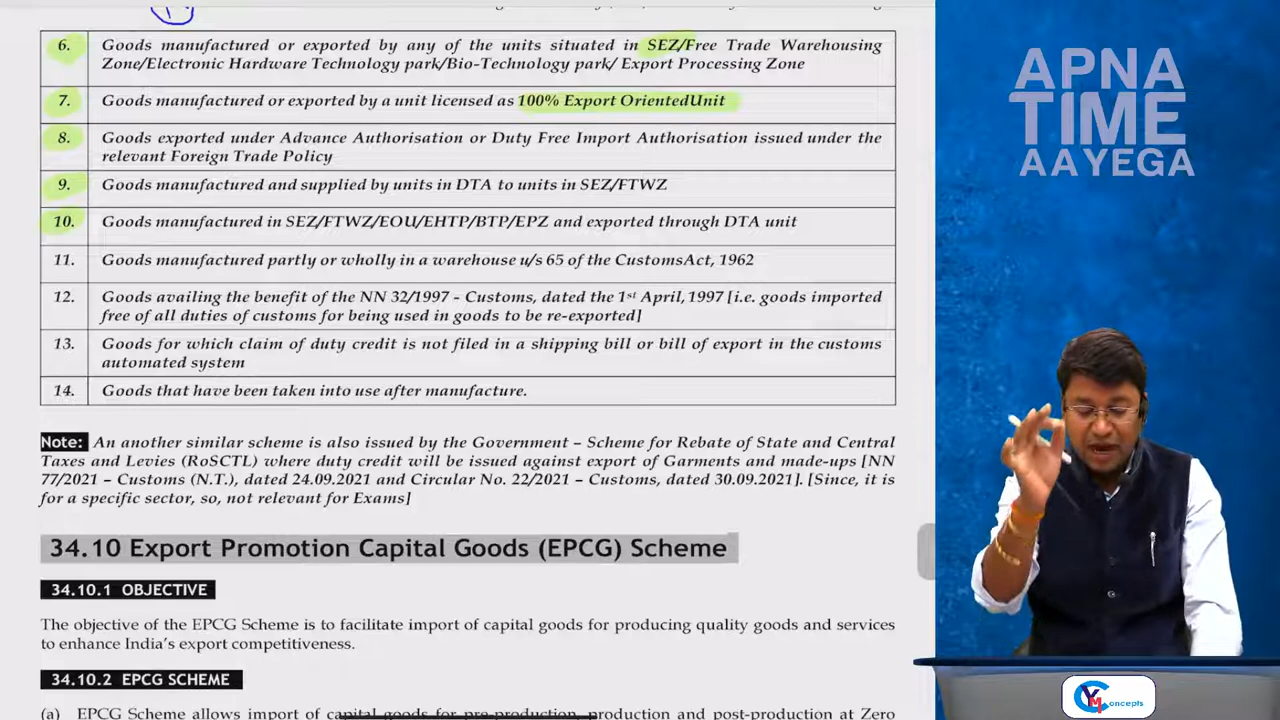 6. Goods manufactured or exported by any of the units situated in SEZ/Free Trade Warehousing
Zone/Electronic Hardware Technology park/Bio-Technology park/ Export Processing Zone
7. Goods manufactured or exported by a unit licensed as 100% Export OrientedUnit
8. Goods exported under Advance Authorisation or Duty Free Import Authorisation issued under the
relevant Foreign Trade Policy
9. Goods manufactured and supplied by units in DTA to units in SEZ/FTWZ
10. Goods manufactured in SEZ/FTWZ/EOU/EHTP/BTP/EPZ and exported through DTA unit
11. Goods manufactured partly or wholly in a warehouse u/s 65 of the CustomsAct, 1962
12. Goods availing the benefit of the NN 32/1997 - Customs, dated the 1st April, 1997 [i.e. goods imported
free of all duties of customs for being used in goods to be re-exported]
13. Goods for which claim of duty credit is not filed in a shipping bill or bill of export in the customs
automated system
14. Goods that have been taken into use after manufacture.
Note: An another similar scheme is also issued by the Government – Scheme for Rebate of State and Central
Taxes and Levies (RoSCTL) where duty credit will be issued against export of Garments and made-ups [NN
77/2021 – Customs (N.T.), dated 24.09.2021 and Circular No. 22/2021 – Customs, dated 30.09.2021]. [Since, it is
for a specific sector, so, not relevant for Exams]
34.10 Export Promotion Capital Goods (EPCG) Scheme
34.10.1 OBJECTIVE
The objective of the EPCG Scheme is to facilitate import of capital goods for producing quality goods and services
to enhance India's export competitiveness.
34.10.2 EPCG SCHEME
(a) EPCG Scheme allows import of capital goods for pre-production, production and post-production at Zero
APNA
TIME
AAYEGA
YM Concepts